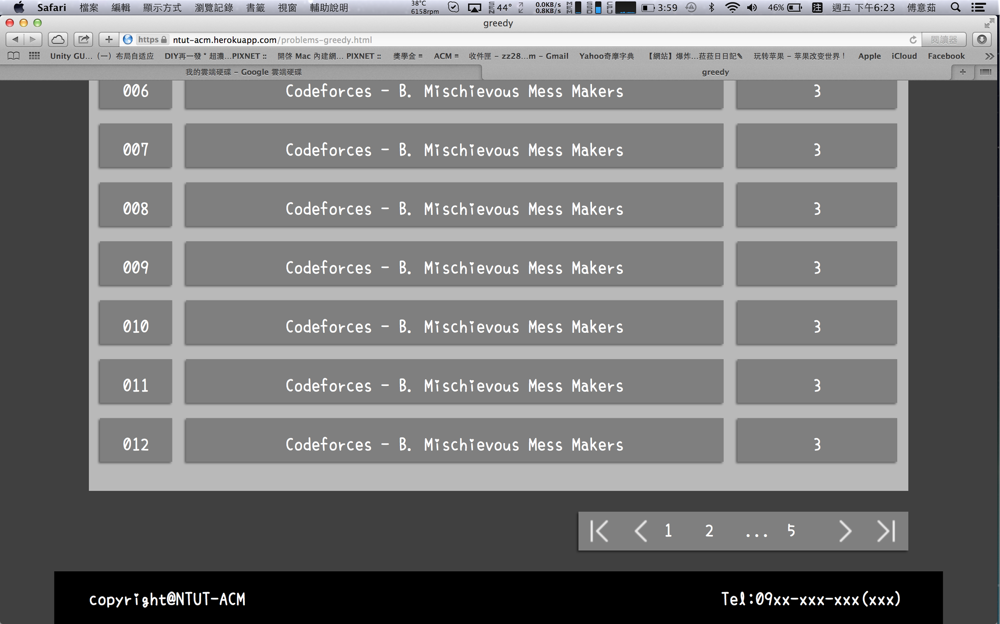 Safari 檔案 編輯 顯示方式 瀏覽記錄 書籤 視窗 輔助說明 38°C 6158rpm SEN 44° 0.0KB/s 0.8KB/s MEM SSD CPU 3:59 46% 注 週五 下午6:23 傅意茹
greedy
https ntut-acm.herokuapp.com/problems-greedy.html 閱讀器
Unity GU... (一) 布局自适应 DIY再一發 * 超濃...PIXNET :: 開啓 Mac 內建網... PIXNET :: 獎學金 ACM 收件匣 – zz28...m – Gmail Yahoo奇摩字典 【網站】爆炸...菈菈日日記✎ 玩转苹果 – 苹果改变世界！ Apple iCloud Facebook
我的雲端硬碟 – Google 雲端硬碟 greedy
006 Codeforces - B. Mischievous Mess Makers 3
007 Codeforces - B. Mischievous Mess Makers 3
008 Codeforces - B. Mischievous Mess Makers 3
009 Codeforces - B. Mischievous Mess Makers 3
010 Codeforces - B. Mischievous Mess Makers 3
011 Codeforces - B. Mischievous Mess Makers 3
012 Codeforces - B. Mischievous Mess Makers 3
1 2 ... 5
copyright@NTUT-ACM Tel:09xx-xxx-xxx(xxx)